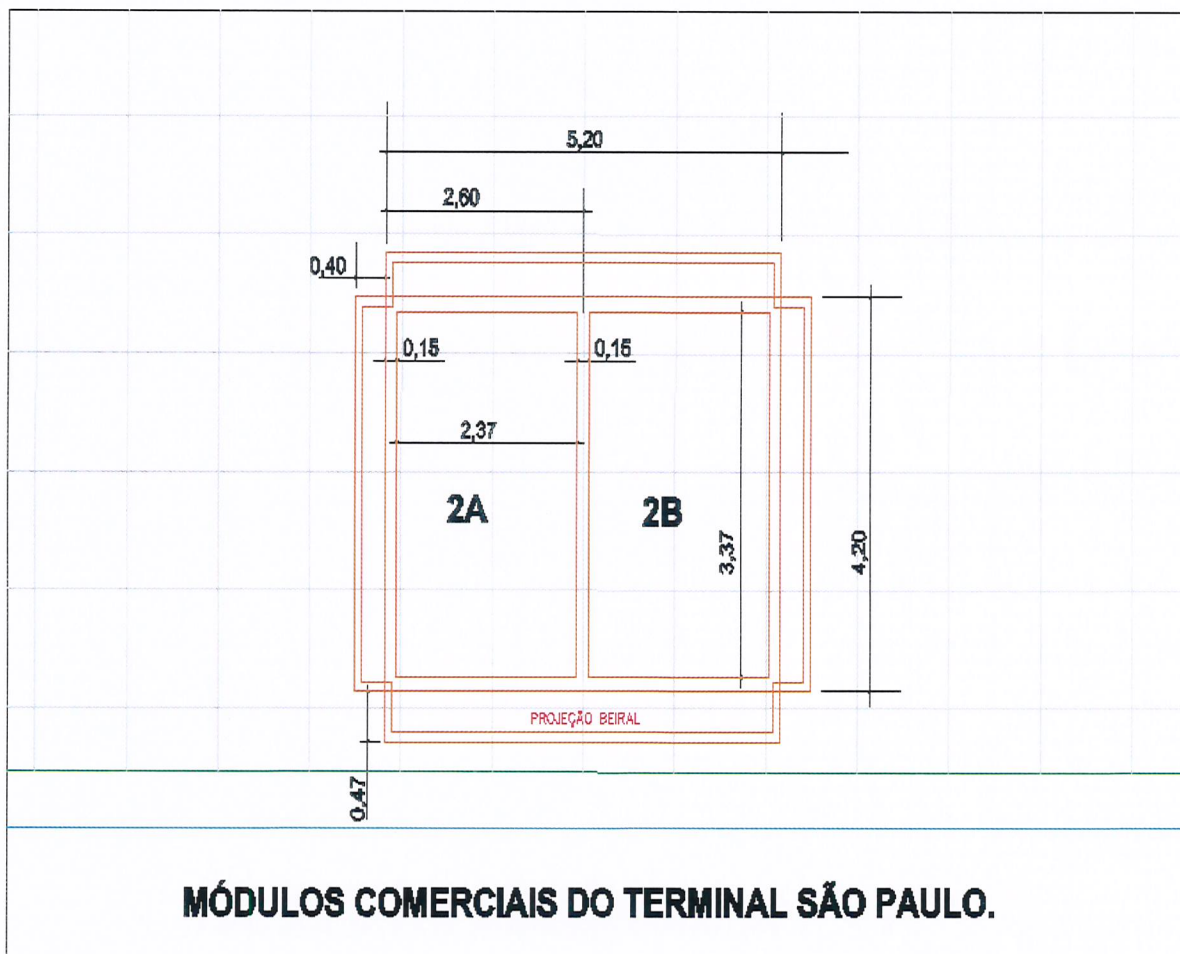 5,20
2,60
0,40
0,15 0,15
2,37
2A 2B
3,37
4,20
PROJEÇÃO BEIRAL
0,47
MÓDULOS COMERCIAIS DO TERMINAL SÃO PAULO.